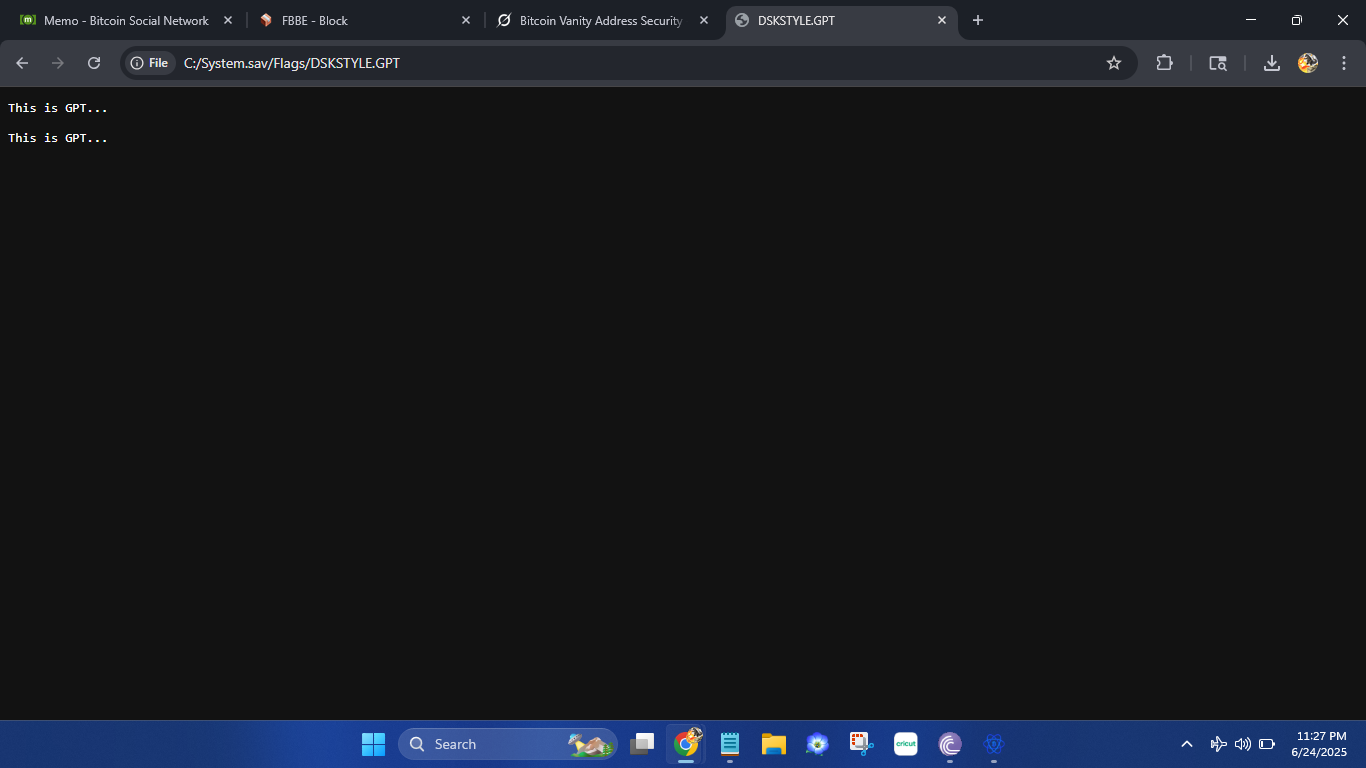 Memo - Bitcoin Social Network
FBBE - Block
Bitcoin Vanity Address Security
DSKSTYLE.GPT
File
C:/System.sav/Flags/DSKSTYLE.GPT
This is GPT...
This is GPT...
Search
cricut
11:27 PM
6/24/2025